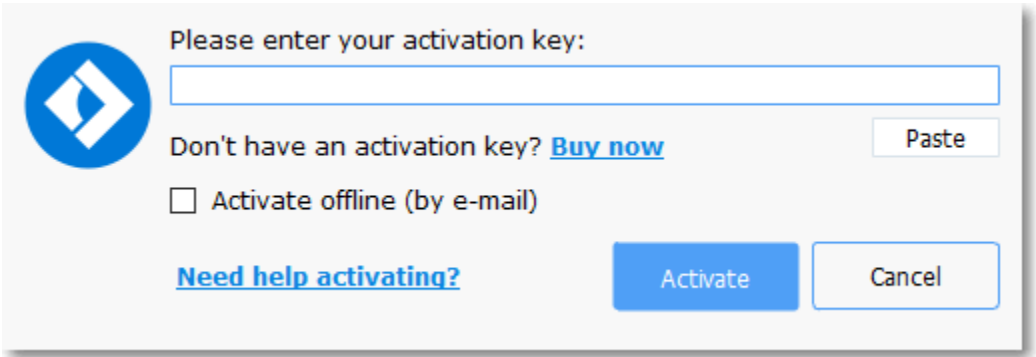 Please enter your activation key:
Don't have an activation key? Buy now
Paste
Activate offline (by e-mail)
Need help activating?
Activate
Cancel